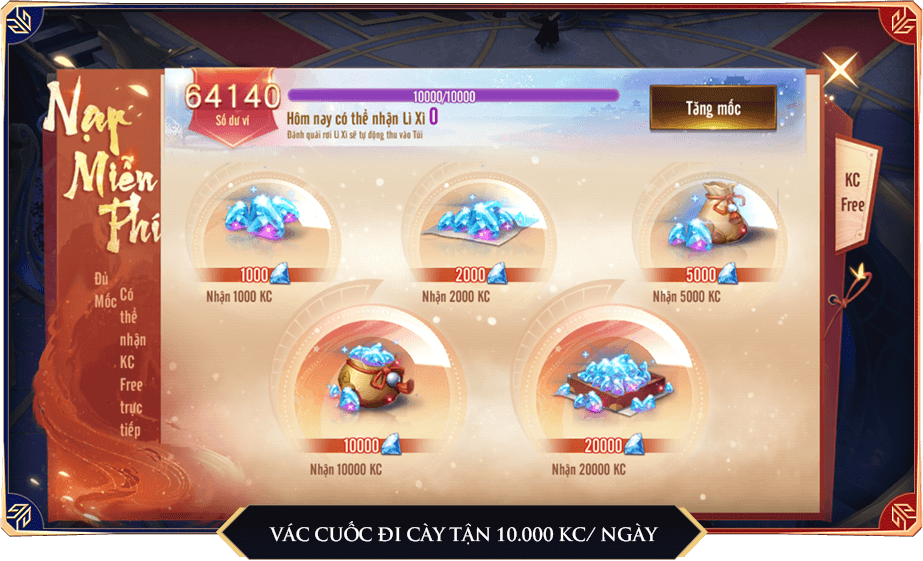 Nạp
Miễn
Phí
Đủ
Mốc
Có
thể
nhận
KC
Free
trực
tiếp
64140
Số dư ví
10000/10000
Hôm nay có thể nhận Lì Xì 0
Đánh quái rơi Lì Xì sẽ tự động thu vào Túi
Tăng mốc
KC
Free
1000
Nhận 1000 KC
2000
Nhận 2000 KC
5000
Nhận 5000 KC
10000
Nhận 10000 KC
20000
Nhận 20000 KC
VÁC CUỐC ĐI CÀY TẬN 10.000 KC/ NGÀY